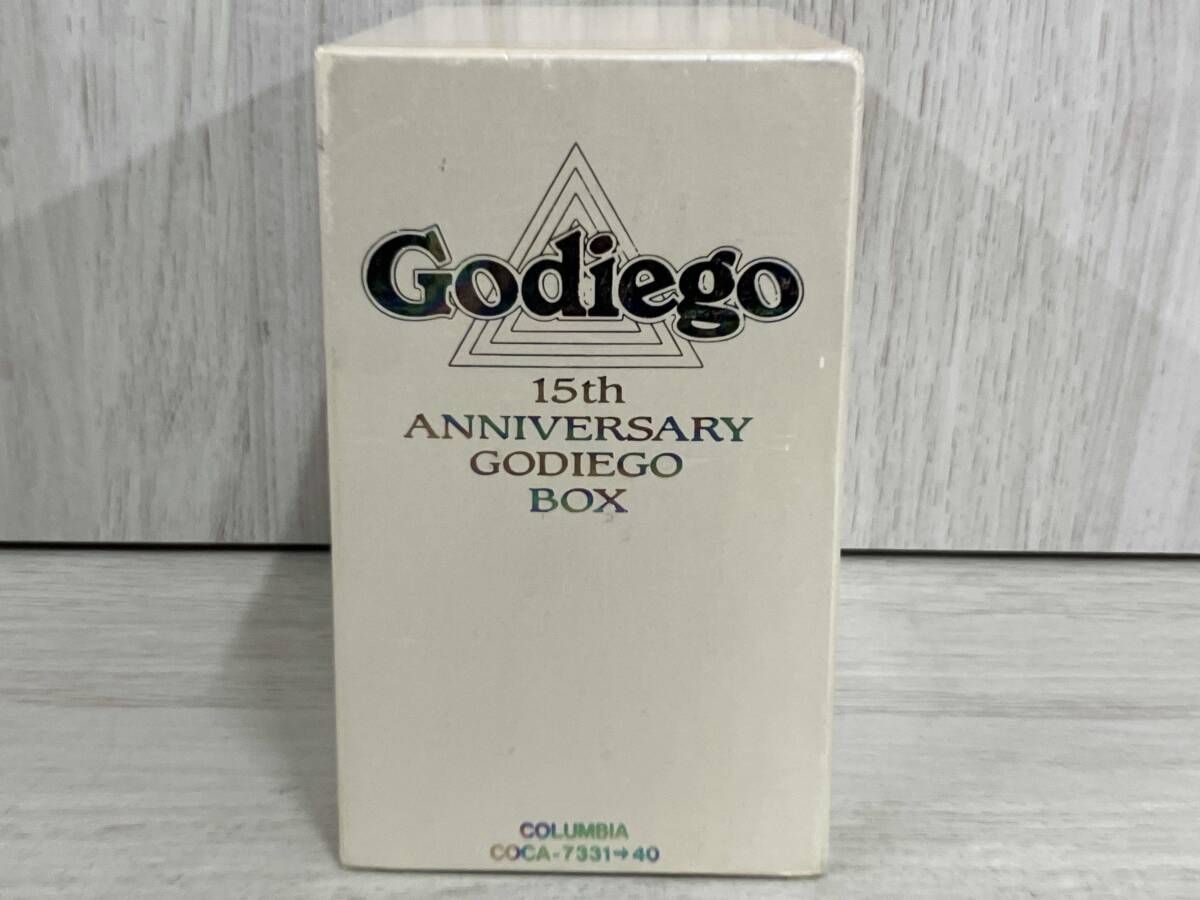 Godiego
15th
ANNIVERSARY
GODIEGO
BOX
COLUMBIA
COCA-7331→40